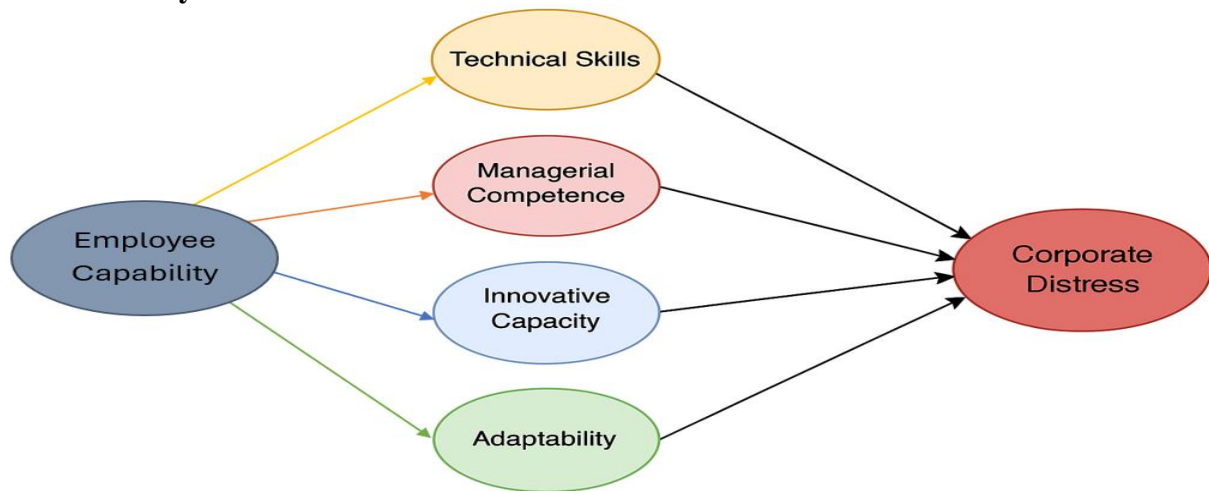 Technical Skills
Managerial
Competence
Employee
Capability
Corporate
Distress
Innovative
Capacity
Adaptability